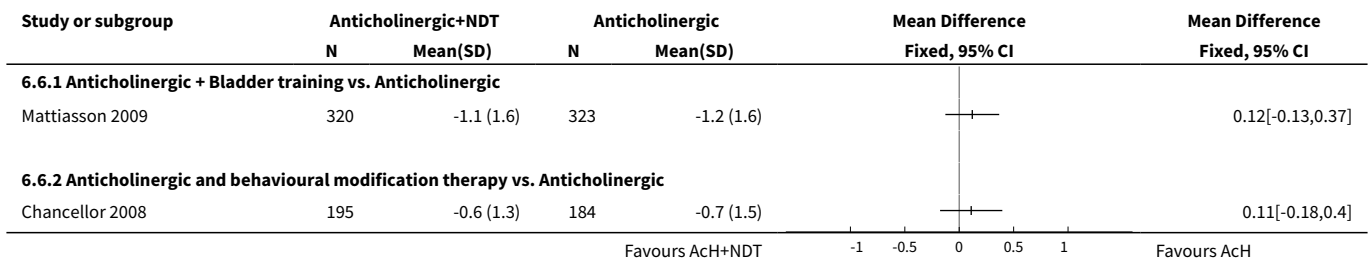 Study or subgroup Anticholinergic+NDT Anticholinergic Mean Difference Mean Difference
N Mean(SD) N Mean(SD) Fixed, 95% CI Fixed, 95% CI
6.6.1 Anticholinergic + Bladder training vs. Anticholinergic
Mattiasson 2009 320 -1.1 (1.6) 323 -1.2 (1.6) 0.12[-0.13,0.37]
6.6.2 Anticholinergic and behavioural modification therapy vs. Anticholinergic
Chancellor 2008 195 -0.6 (1.3) 184 -0.7 (1.5) 0.11[-0.18,0.4]
Favours AcH+NDT -1 -0.5 0 0.5 1 Favours AcH